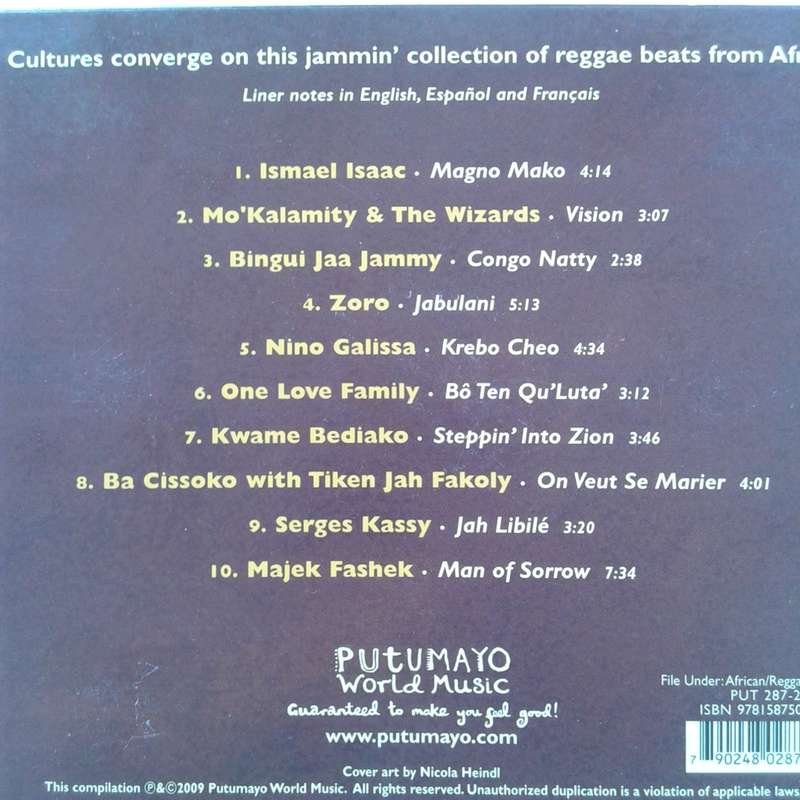 Cultures converge on this jammin' collection of reggae beats from Afr
Liner notes in English, Español and Français
1. Ismael Isaac · Magno Mako 4:14
2. Mo'Kalamity & The Wizards · Vision 3:07
3. Bingui Jaa Jammy · Congo Natty 2:38
4. Zoro · Jabulani 5:13
5. Nino Galissa · Krebo Cheo 4:34
6. One Love Family · Bô Ten Qu'Luta' 3:12
7. Kwame Bediako · Steppin' Into Zion 3:46
8. Ba Cissoko with Tiken Jah Fakoly · On Veut Se Marier 4:01
9. Serges Kassy · Jah Libilé 3:20
10. Majek Fashek · Man of Sorrow 7:34
PUTUMAYO
World Music
Guaranteed to make you feel good!
www.putumayo.com
File Under: African/Regga
PUT 287-2
ISBN 978158750
7 90248 0287
Cover art by Nicola Heindl
This compilation ℗&©2009 Putumayo World Music. All rights reserved. Unauthorized duplication is a violation of applicable laws.